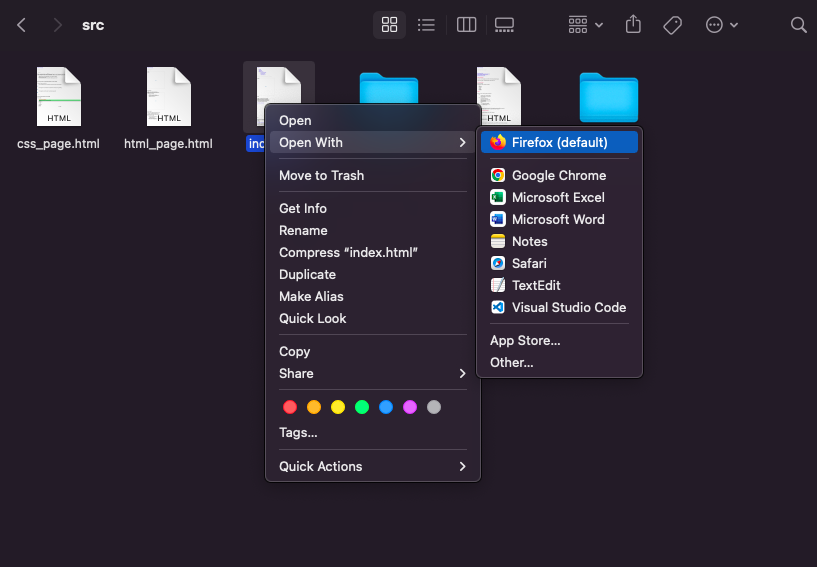 src
HTML
HTML
HTML
css_page.html
html_page.html
Open
Open With
Move to Trash
Get Info
Rename
Compress “index.html”
Duplicate
Make Alias
Quick Look
Copy
Share
Tags...
Quick Actions
Firefox (default)
Google Chrome
Microsoft Excel
Microsoft Word
Notes
Safari
TextEdit
Visual Studio Code
App Store...
Other...